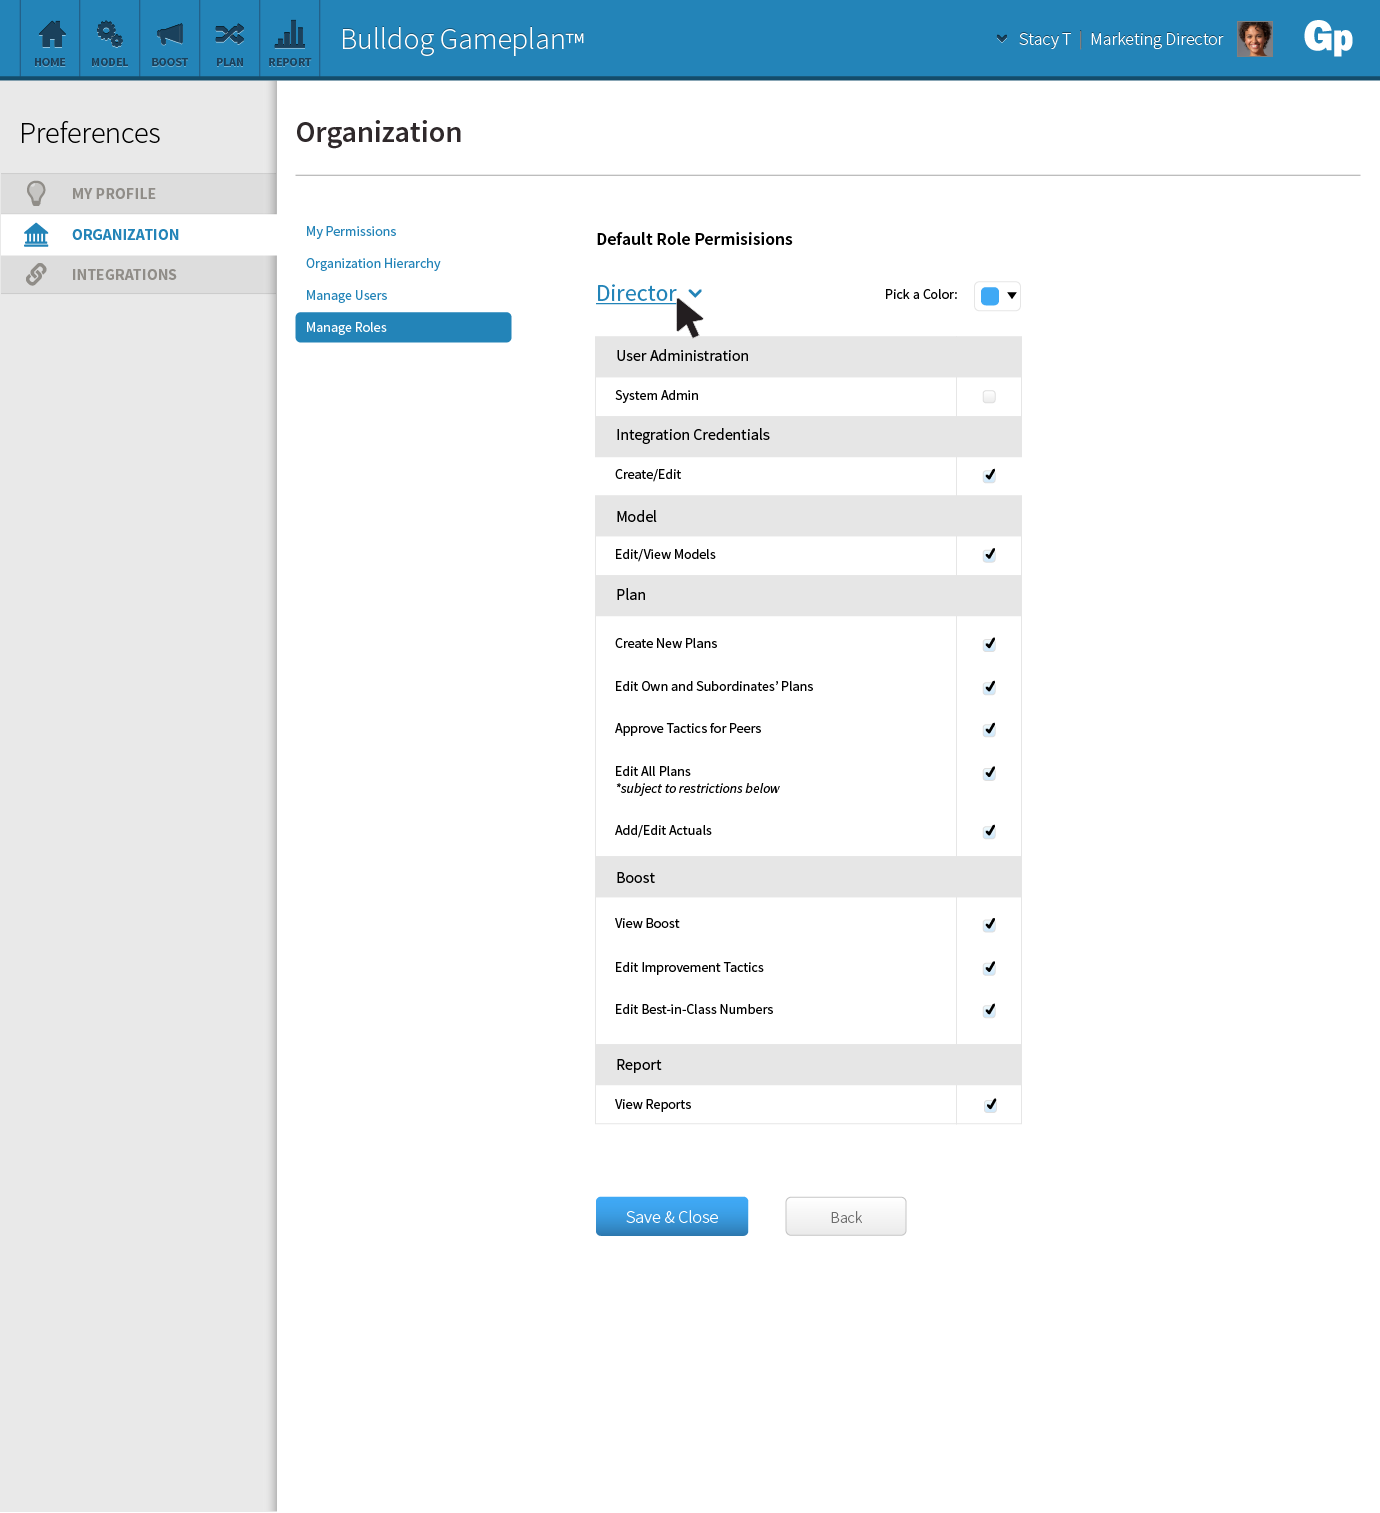 HOME
MODEL
BOOST
PLAN
REPORT
Bulldog Gameplan™
Stacy T | Marketing Director
Gp
Preferences
MY PROFILE
ORGANIZATION
INTEGRATIONS
Organization
My Permissions
Organization Hierarchy
Manage Users
Manage Roles
Default Role Permisisions
Director
Pick a Color:
User Administration
System Admin
Integration Credentials
Create/Edit
Model
Edit/View Models
Plan
Create New Plans
Edit Own and Subordinates’ Plans
Approve Tactics for Peers
Edit All Plans
*subject to restrictions below
Add/Edit Actuals
Boost
View Boost
Edit Improvement Tactics
Edit Best-in-Class Numbers
Report
View Reports
Save & Close
Back